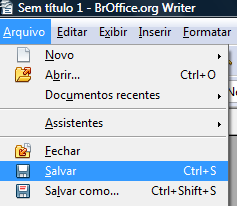 Sem título 1 - BrOffice.org Writer
Arquivo Editar Exibir Inserir Formatar
Novo
Abrir... Ctrl+O
Documentos recentes
Assistentes
Fechar
Salvar Ctrl+S
Salvar como... Ctrl+Shift+S